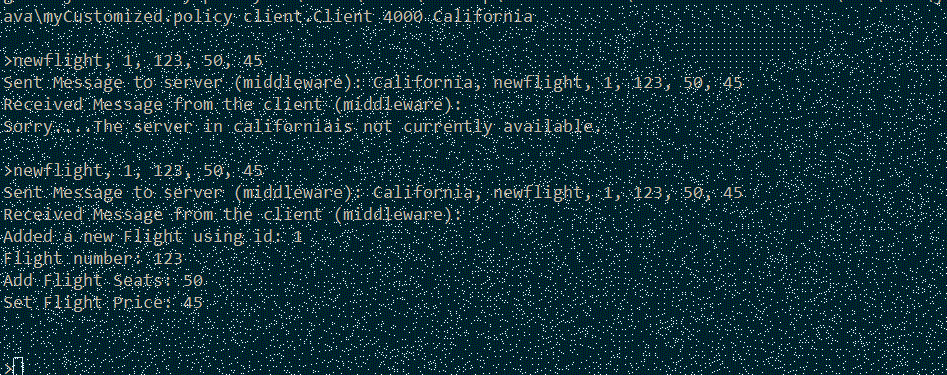 ava\myCustomized.policy client.Client 4000 California
>newflight, 1, 123, 50, 45
Sent Message to server (middleware): California, newflight, 1, 123, 50, 45
Received Message from the client (middleware):
Sorry....The server in californiais not currently available.
>newflight, 1, 123, 50, 45
Sent Message to server (middleware): California, newflight, 1, 123, 50, 45
Received Message from the client (middleware):
Added a new Flight using id: 1
Flight number: 123
Add Flight Seats: 50
Set Flight Price: 45
>